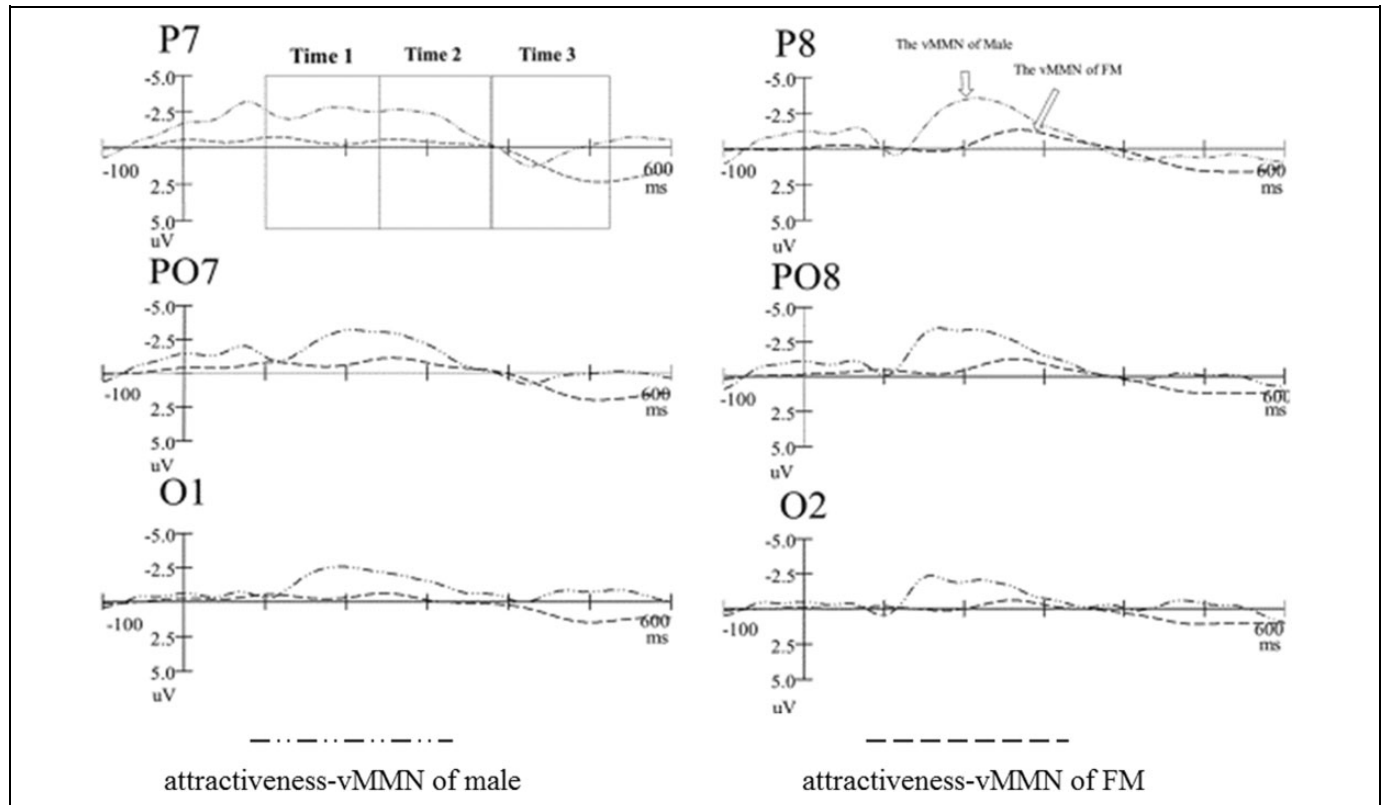 P7
Time 1 Time 2 Time 3
-5.0
-2.5
-100
600
ms
2.5
5.0
uV
P8
The vMMN of Male
The vMMN of FM
-5.0
-2.5
-100
600
ms
2.5
5.0
uV
PO7
-5.0
-2.5
-100
600
ms
2.5
5.0
uV
PO8
-5.0
-2.5
-100
600
ms
2.5
5.0
uV
O1
-5.0
-2.5
-100
600
ms
2.5
5.0
uV
O2
-5.0
-2.5
-100
600
ms
2.5
5.0
uV
attractiveness-vMMN of male
attractiveness-vMMN of FM